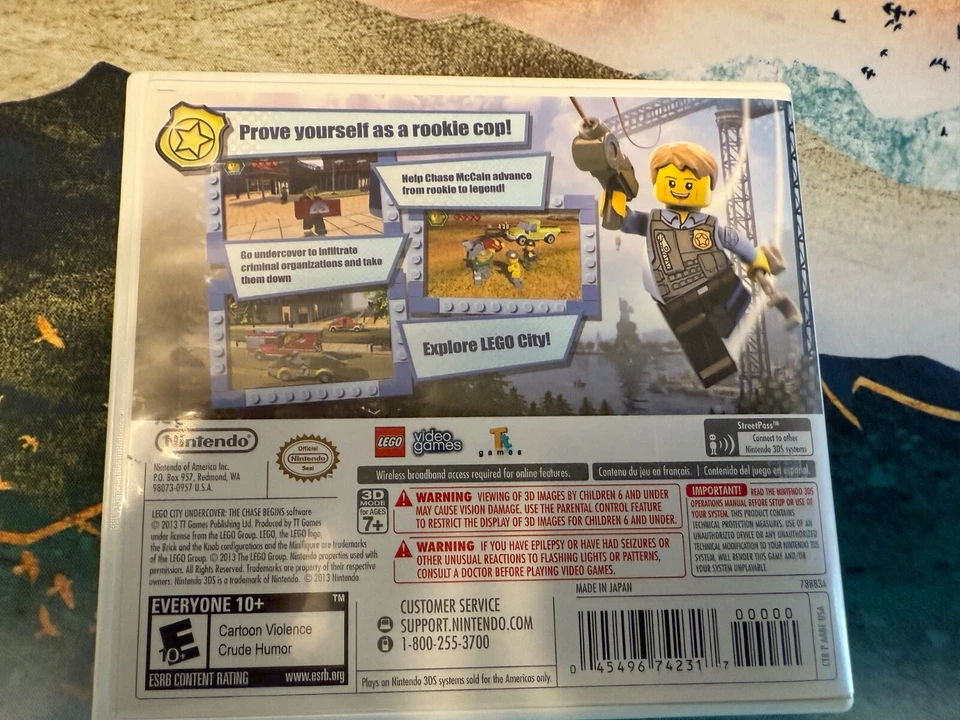 Prove yourself as a rookie cop!
Help Chase McCain advance
from rookie to legend!
Go undercover to infiltrate
criminal organizations and take
them down
Explore LEGO City!
Nintendo®
Nintendo of America Inc.
P.O. Box 957, Redmond, WA
98073-0957 U.S.A.
Official
Nintendo
Seal
LEGO
video
games
Tt
games
StreetPass™
Connect to other
Nintendo 3DS systems
Wireless broadband access required for online features.
Contenu du jeu en français.
Contenido del juego en español.
3D
MODE
for AGES
7+
WARNING VIEWING OF 3D IMAGES BY CHILDREN 6 AND UNDER
MAY CAUSE VISION DAMAGE. USE THE PARENTAL CONTROL FEATURE
TO RESTRICT THE DISPLAY OF 3D IMAGES FOR CHILDREN 6 AND UNDER.
WARNING IF YOU HAVE EPILEPSY OR HAVE HAD SEIZURES OR
OTHER UNUSUAL REACTIONS TO FLASHING LIGHTS OR PATTERNS,
CONSULT A DOCTOR BEFORE PLAYING VIDEO GAMES.
IMPORTANT! READ THE NINTENDO 3DS
OPERATIONS MANUAL BEFORE SETUP OR USE OF
YOUR SYSTEM. THIS PRODUCT CONTAINS
TECHNICAL PROTECTION MEASURES. USE OF AN
UNAUTHORIZED DEVICE OR ANY UNAUTHORIZED
TECHNICAL MODIFICATION TO YOUR NINTENDO 3DS
SYSTEM, WILL RENDER THIS GAME AND/OR
YOUR SYSTEM UNPLAYABLE.
LEGO CITY UNDERCOVER: THE CHASE BEGINS software
© 2013 TT Games Publishing Ltd. Produced by TT Games
under license from the LEGO Group. LEGO, the LEGO logo,
the Brick and the Knob configurations and the Minifigure are trademarks
of the LEGO Group. © 2013 The LEGO Group. Nintendo properties used with
permission. All Rights Reserved. Trademarks are property of their respective
owners. Nintendo 3DS is a trademark of Nintendo. © 2013 Nintendo.
MADE IN JAPAN
78883A
EVERYONE 10+
TM
E
10+
Cartoon Violence
Crude Humor
ESRB CONTENT RATING
www.esrb.org
CUSTOMER SERVICE
SUPPORT.NINTENDO.COM
1-800-255-3700
Plays on Nintendo 3DS systems sold for the Americas only.
0 45496 74231 7
00000
CTR P AA8E USA